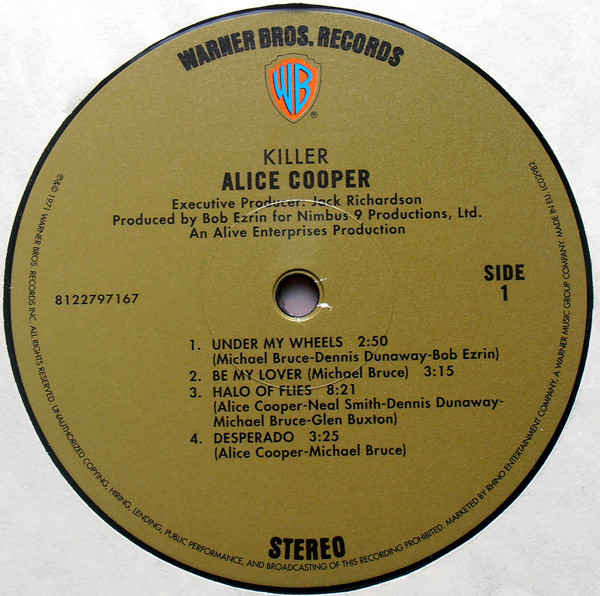 WARNER BROS. RECORDS
WB
®
KILLER
ALICE COOPER
Executive Producer: Jack Richardson
Produced by Bob Ezrin for Nimbus 9 Productions, Ltd.
An Alive Enterprises Production
SIDE
1
8122797167
1. UNDER MY WHEELS 2:50
(Michael Bruce-Dennis Dunaway-Bob Ezrin)
2. BE MY LOVER (Michael Bruce) 3:15
3. HALO OF FLIES 8:21
(Alice Cooper-Neal Smith-Dennis Dunaway-
Michael Bruce-Glen Buxton)
4. DESPERADO 3:25
(Alice Cooper-Michael Bruce)
STEREO
℗© 1971 WARNER BROS. RECORDS INC. ALL RIGHTS RESERVED. UNAUTHORIZED COPYING, HIRING, LENDING, PUBLIC PERFORMANCE, AND BROADCASTING OF THIS RECORDING PROHIBITED. MARKETED BY RHINO ENTERTAINMENT COMPANY, A WARNER MUSIC GROUP COMPANY. MADE IN E.U. LC02982